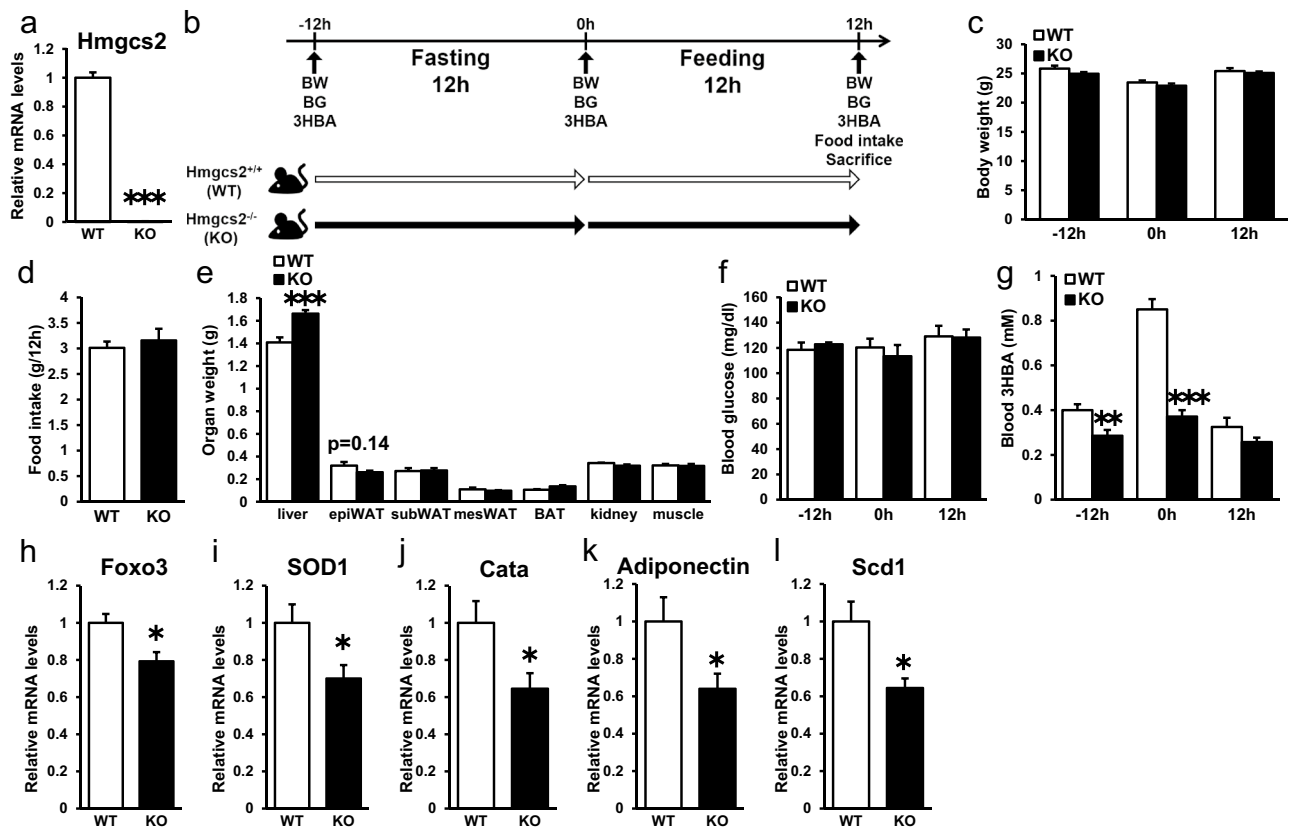 a
Hmgcs2
Relative mRNA levels
1.2
1
0.8
0.6
0.4
0.2
0
***
WT
KO
b
-12h
0h
12h
Fasting
12h
Feeding
12h
BW
BG
3HBA
BW
BG
3HBA
BW
BG
3HBA
Food intake
Sacrifice
Hmgcs2+/+
(WT)
Hmgcs2-/-
(KO)
c
WT
KO
Body weight (g)
30
25
20
15
10
5
0
-12h
0h
12h
d
Food intake (g/12h)
4
3.5
3
2.5
2
1.5
1
0.5
0
WT
KO
e
WT
KO
Organ weight (g)
1.8
1.6
1.4
1.2
1
0.8
0.6
0.4
0.2
0
***
p=0.14
liver
epiWAT
subWAT
mesWAT
BAT
kidney
muscle
f
WT
KO
Blood glucose (mg/dl)
160
140
120
100
80
60
40
20
0
-12h
0h
12h
g
WT
KO
Blood 3HBA (mM)
1
0.8
0.6
0.4
0.2
0
**
***
-12h
0h
12h
h
Foxo3
Relative mRNA levels
1.2
1
0.8
0.6
0.4
0.2
0
*
WT
KO
i
SOD1
Relative mRNA levels
1.2
1
0.8
0.6
0.4
0.2
0
*
WT
KO
j
Cata
Relative mRNA levels
1.2
1
0.8
0.6
0.4
0.2
0
*
WT
KO
k
Adiponectin
Relative mRNA levels
1.2
1
0.8
0.6
0.4
0.2
0
*
WT
KO
l
Scd1
Relative mRNA levels
1.2
1
0.8
0.6
0.4
0.2
0
*
WT
KO